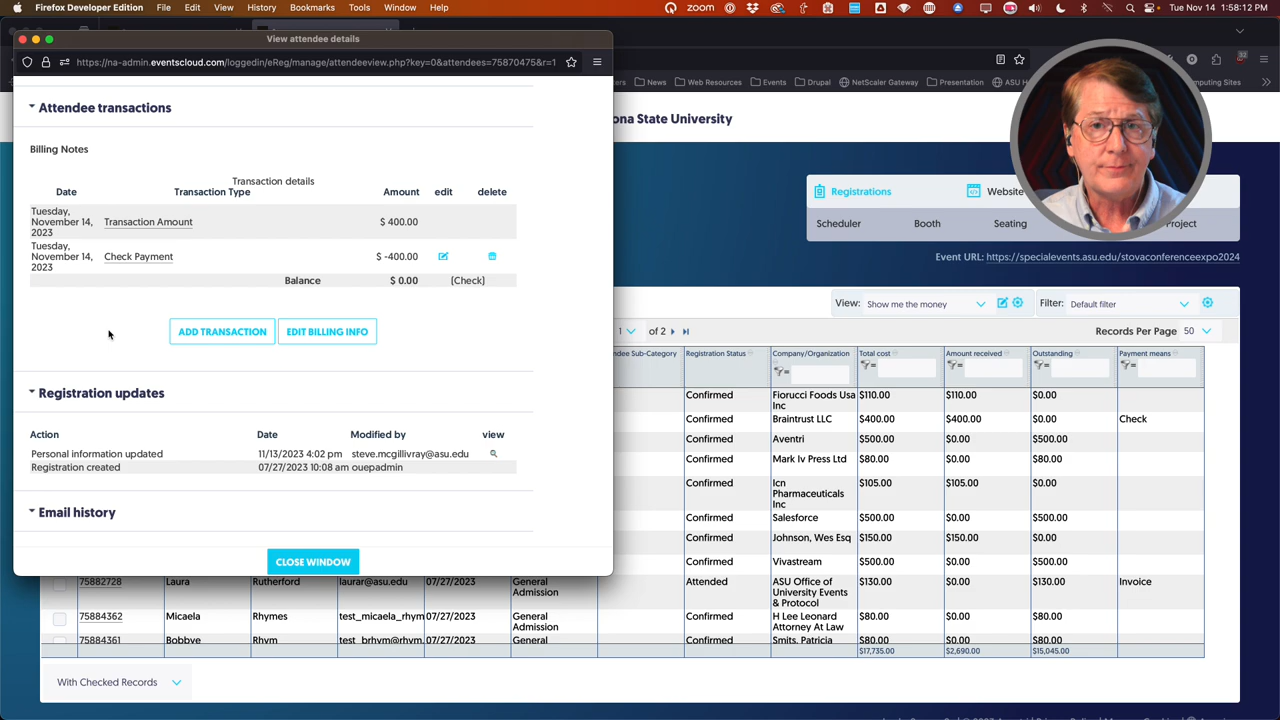 Firefox Developer Edition File Edit View History Bookmarks Tools Window Help
zoom
Tue Nov 14 1:58:12 PM
View attendee details
https://na-admin.eventscloud.com/loggedin/eReg/manage/attendeeview.php?key=0&attendees=75870475&r=1
News Web Resources Events Drupal NetScaler Gateway Presentation ASU H
mputing Sites
Attendee transactions
Billing Notes
Transaction details
Date Transaction Type Amount edit delete
Tuesday,
November 14,
2023
Transaction Amount $ 400.00
Tuesday,
November 14,
2023
Check Payment $ -400.00
Balance $ 0.00 (Check)
ADD TRANSACTION EDIT BILLING INFO
Registration updates
Action Date Modified by view
Personal information updated 11/13/2023 4:02 pm steve.mcgillivray@asu.edu
Registration created 07/27/2023 10:08 am ouepadmin
Email history
CLOSE WINDOW
ona State University
Registrations Website
Scheduler Booth Seating Project
Event URL: https://specialevents.asu.edu/stovaconferenceexpo2024
View: Show me the money Filter: Default filter
1 of 2 Records Per Page 50
dee Sub-Category Registration Status Company/Organization Total cost Amount received Outstanding Payment means
Confirmed Fiorucci Foods Usa Inc $110.00 $110.00 $0.00
Confirmed Braintrust LLC $400.00 $400.00 $0.00 Check
Confirmed Aventri $500.00 $0.00 $500.00
Confirmed Mark Iv Press Ltd $80.00 $0.00 $80.00
Confirmed Icn Pharmaceuticals Inc $105.00 $105.00 $0.00
Confirmed Salesforce $500.00 $0.00 $500.00
Confirmed Johnson, Wes Esq $150.00 $150.00 $0.00
Confirmed Vivastream $500.00 $0.00 $500.00
75882728 Laura Rutherford laurar@asu.edu 07/27/2023 General Admission Attended ASU Office of University Events & Protocol $130.00 $0.00 $130.00 Invoice
75884362 Micaela Rhymes test_micaela_rhym 07/27/2023 General Admission Confirmed H Lee Leonard Attorney At Law $80.00 $0.00 $80.00
75884361 Bobbye Rhym test_brhym@rhym. 07/27/2023 General Confirmed Smits, Patricia $80.00 $0.00 $80.00
$17,735.00 $2,690.00 $15,045.00
With Checked Records